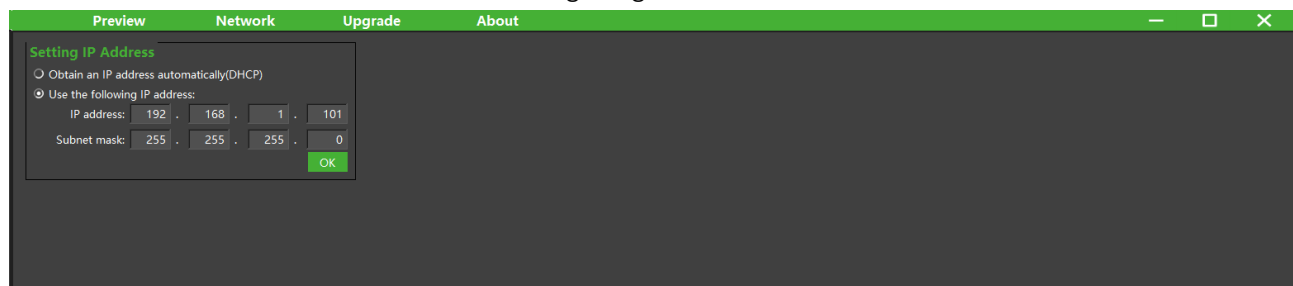 Preview Network Upgrade About
Setting IP Address
Obtain an IP address automatically(DHCP)
Use the following IP address:
IP address: 192 . 168 . 1 . 101
Subnet mask: 255 . 255 . 255 . 0
OK